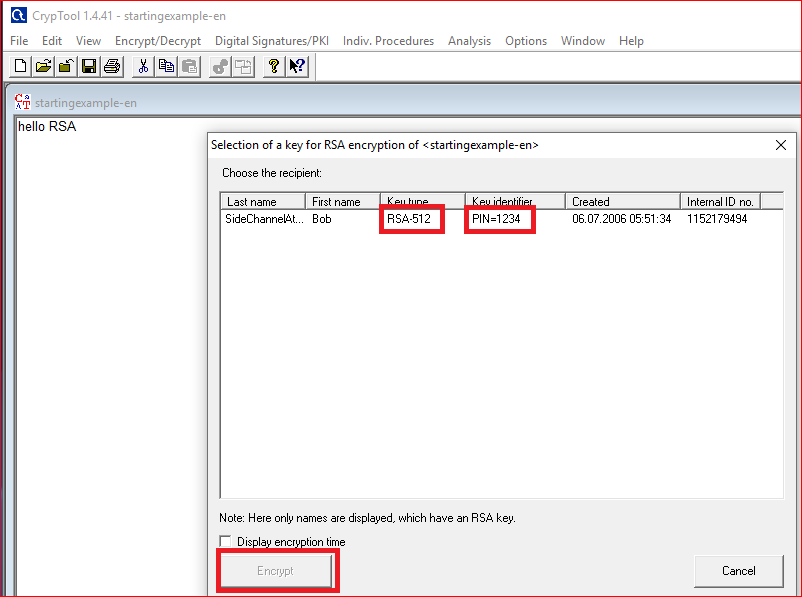 CrypTool 1.4.41 - startingexample-en
File Edit View Encrypt/Decrypt Digital Signatures/PKI Indiv. Procedures Analysis Options Window Help
startingexample-en
hello RSA
Selection of a key for RSA encryption of <startingexample-en>
Choose the recipient:
Last name First name Key type Key identifier Created Internal ID no.
SideChannelAt... Bob RSA-512 PIN=1234 06.07.2006 05:51:34 1152179494
Note: Here only names are displayed, which have an RSA key.
Display encryption time
Encrypt Cancel